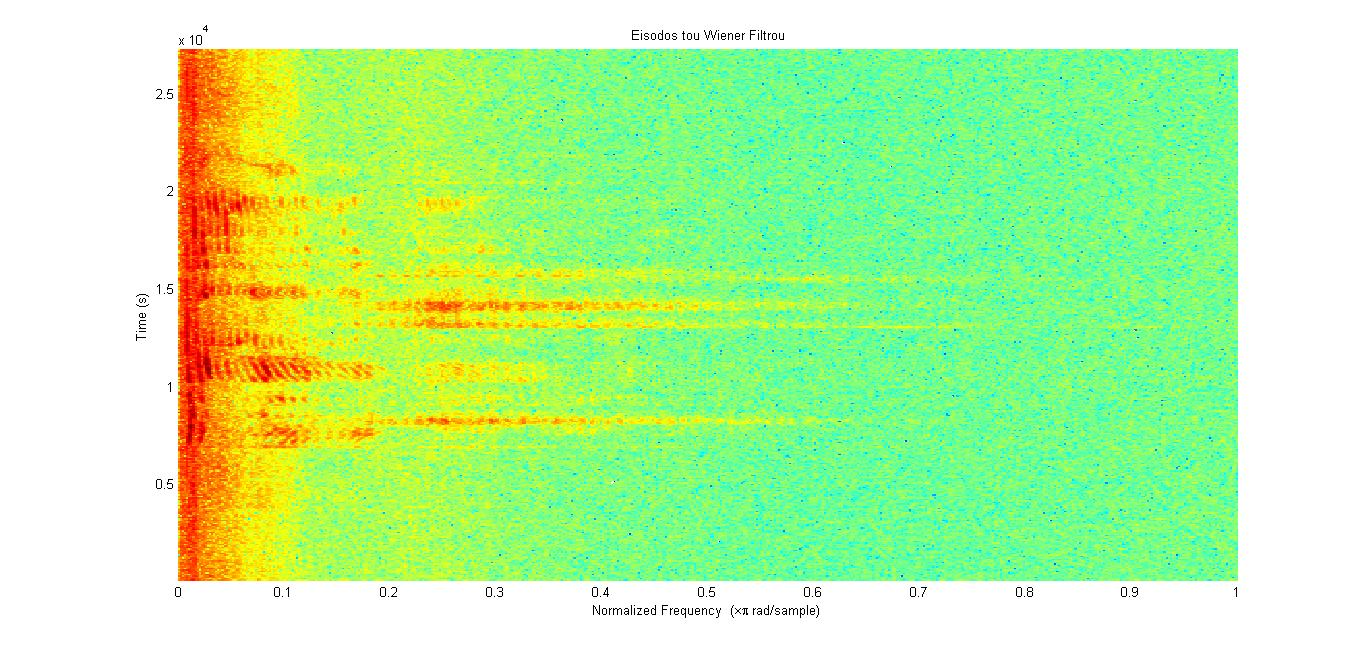 Eisodos tou Wiener Filtrou
x 10^4
2.5
2
1.5
1
0.5
Time (s)
0 0.1 0.2 0.3 0.4 0.5 0.6 0.7 0.8 0.9 1
Normalized Frequency (×π rad/sample)